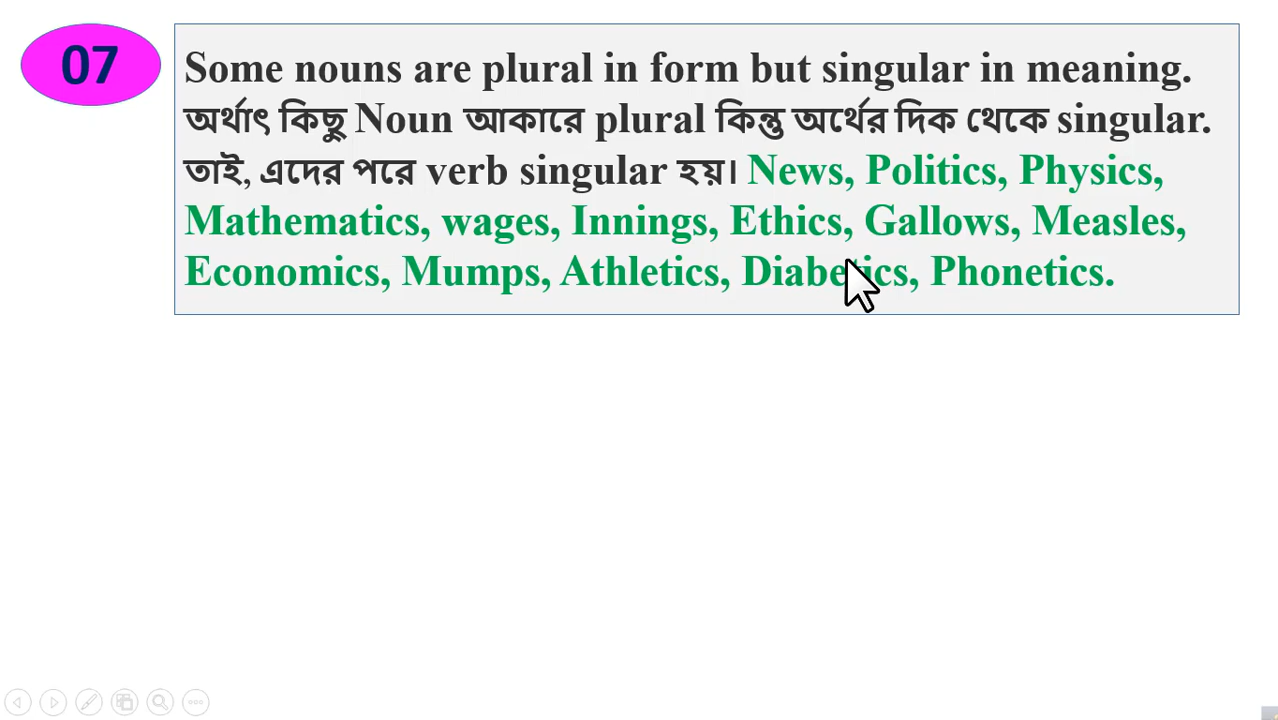 07
Some nouns are plural in form but singular in meaning.
অর্থাৎ কিছু Noun আকারে plural কিন্তু অর্থের দিক থেকে singular.
তাই, এদের পরে verb singular হয়। News, Politics, Physics,
Mathematics, wages, Innings, Ethics, Gallows, Measles,
Economics, Mumps, Athletics, Diabetics, Phonetics.